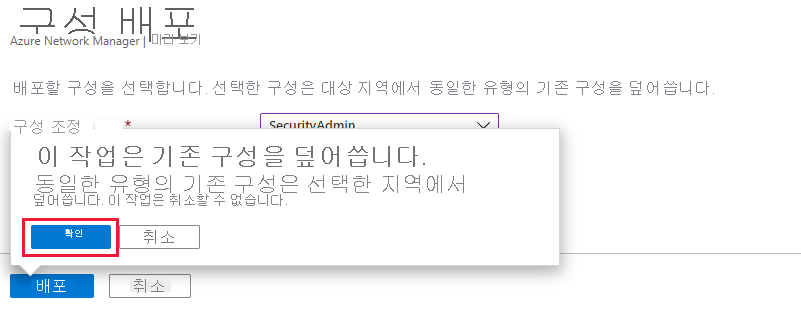 구성 배포
Azure Network Manager | 미리 보기
배포할 구성을 선택합니다. 선택한 구성은 대상 지역에서 동일한 유형의 기존 구성을 덮어씁니다.
구성 조정 * SecurityAdmin
이 작업은 기존 구성을 덮어씁니다.
동일한 유형의 기존 구성은 선택한 지역에서
덮어씁니다. 이 작업은 취소할 수 없습니다.
확인 취소
배포 취소